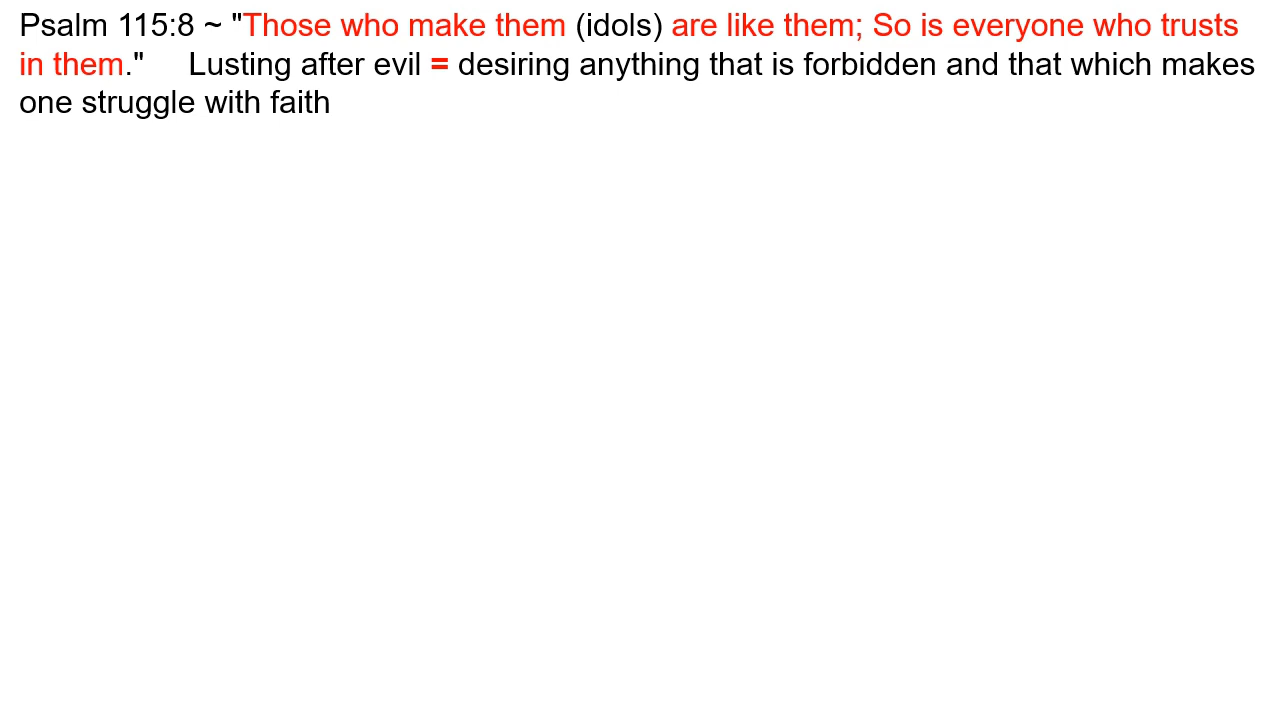 Psalm 115:8 ~ "Those who make them (idols) are like them; So is everyone who trusts
in them."     Lusting after evil = desiring anything that is forbidden and that which makes
one struggle with faith